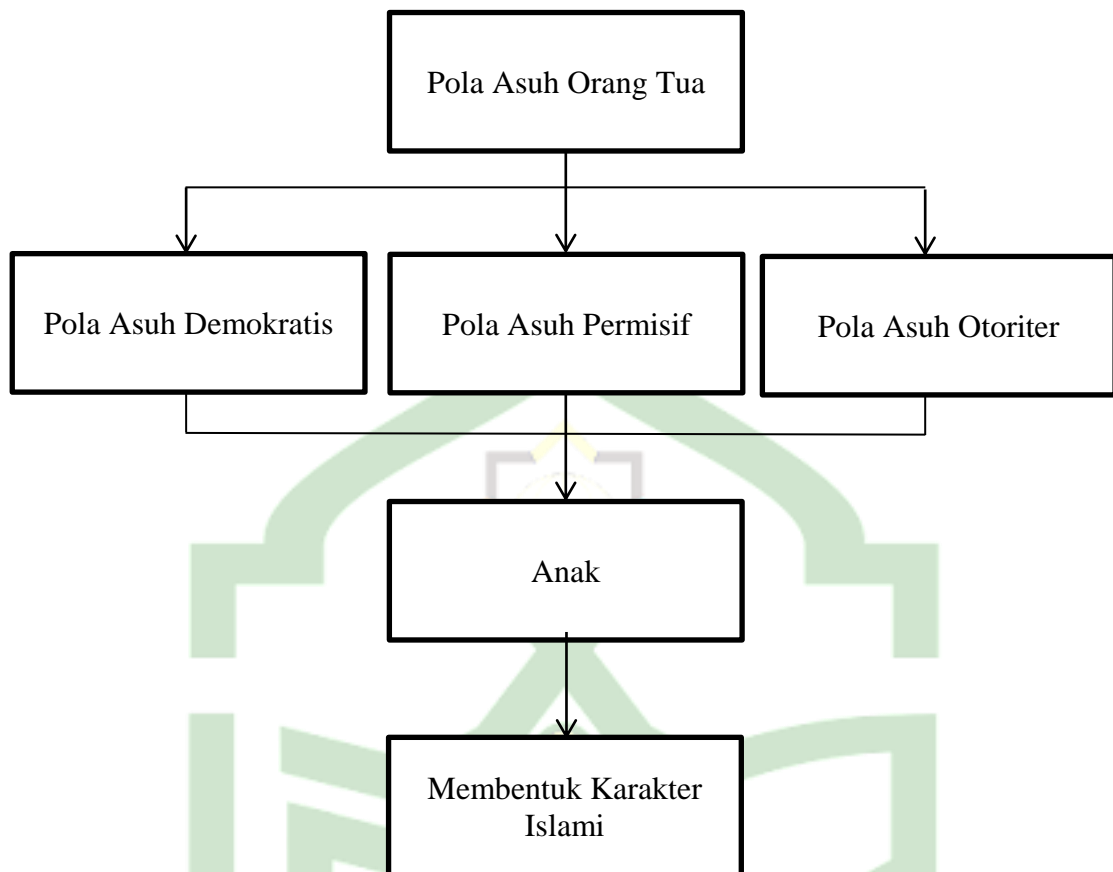 Pola Asuh Orang Tua
Pola Asuh Demokratis
Pola Asuh Permisif
Pola Asuh Otoriter
Anak
Membentuk Karakter
Islami